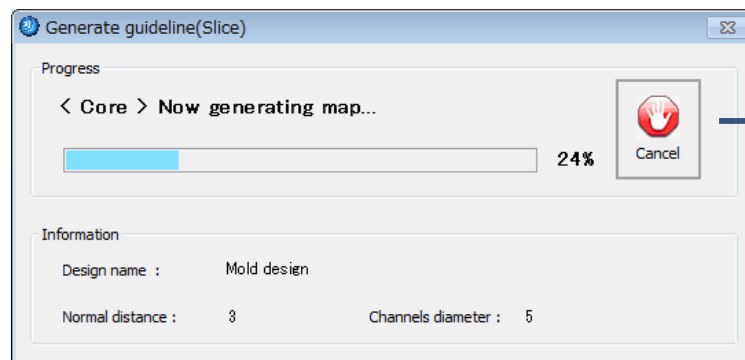 Generate guideline(Slice)
Progress
< Core > Now generating map...
24%
Cancel
Information
Design name :
Mold design
Normal distance :
3
Channels diameter :
5